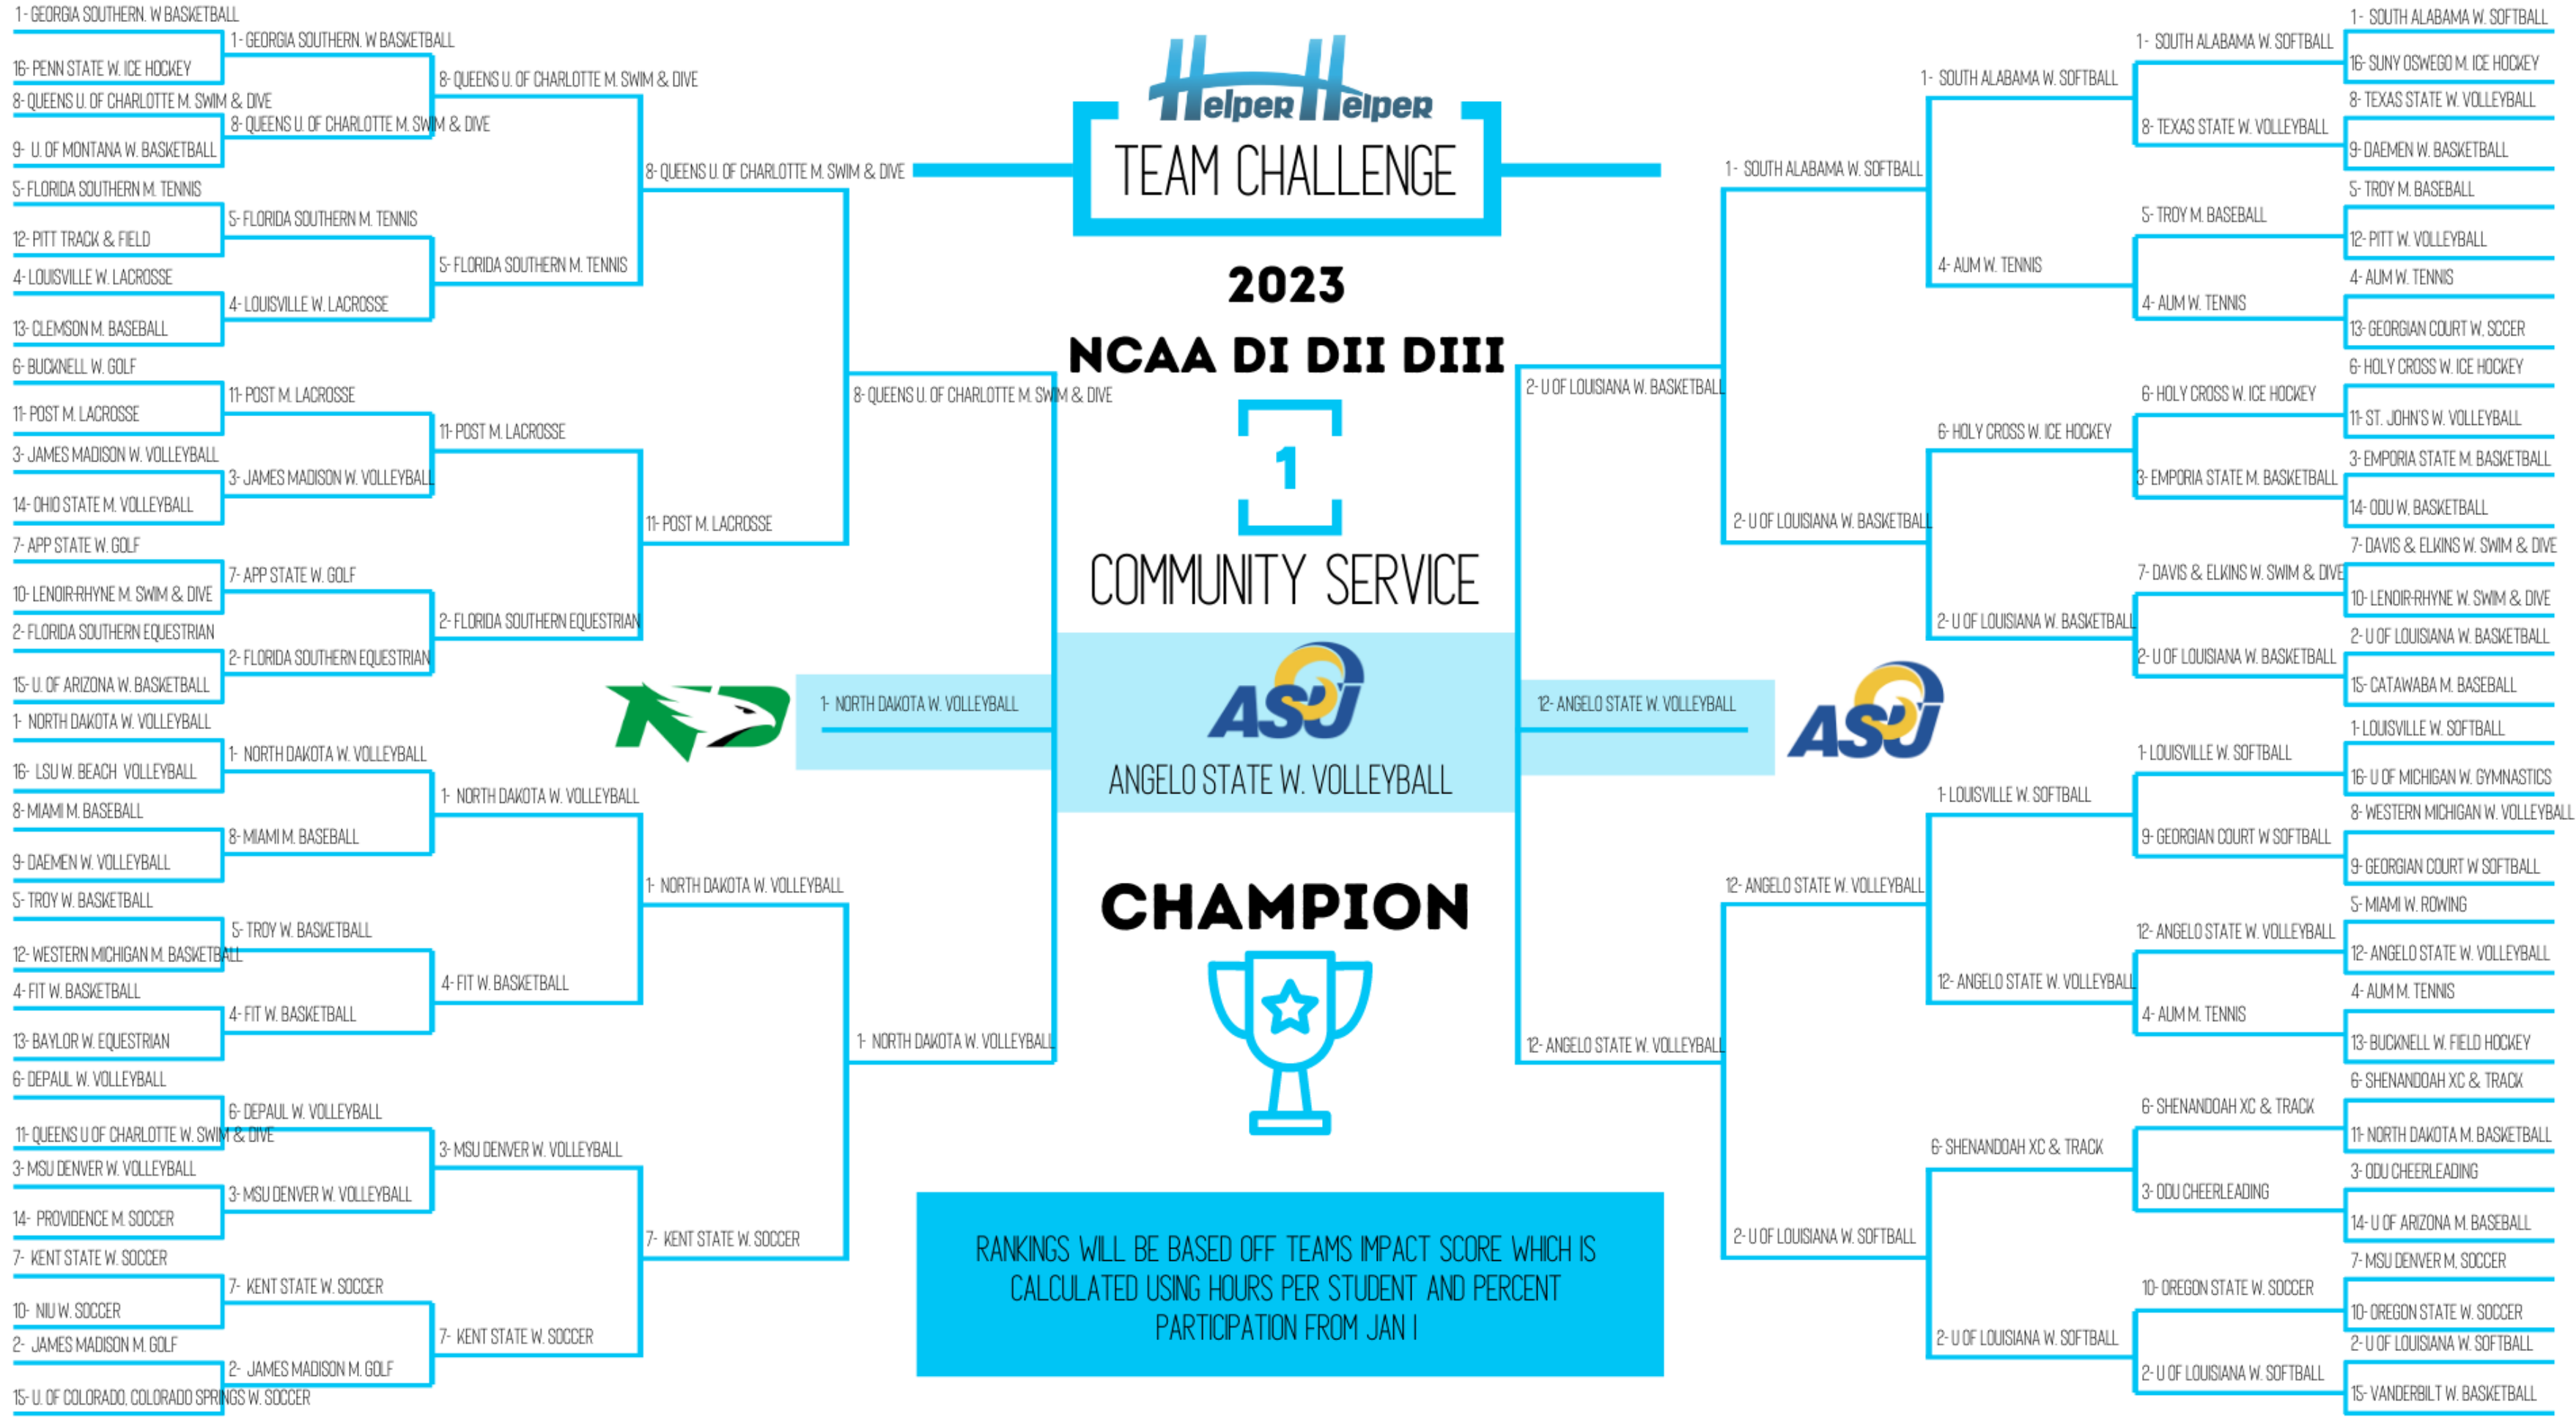 1- GEORGIA SOUTHERN. W BASKETBALL
16- PENN STATE W. ICE HOCKEY
8- QUEENS U. OF CHARLOTTE M. SWIM & DIVE
9- U. OF MONTANA W. BASKETBALL
5- FLORIDA SOUTHERN M. TENNIS
12- PITT TRACK & FIELD
4- LOUISVILLE W. LACROSSE
13- CLEMSON M. BASEBALL
6- BUCKNELL W. GOLF
11- POST M. LACROSSE
3- JAMES MADISON W. VOLLEYBALL
14- OHIO STATE M. VOLLEYBALL
7- APP STATE W. GOLF
10- LENOIR-RHYNE M. SWIM & DIVE
2- FLORIDA SOUTHERN EQUESTRIAN
15- U. OF ARIZONA W. BASKETBALL
1- NORTH DAKOTA W. VOLLEYBALL
16- LSU W. BEACH VOLLEYBALL
8- MIAMI M. BASEBALL
9- DAEMEN W. VOLLEYBALL
5- TROY W. BASKETBALL
12- WESTERN MICHIGAN M. BASKETBALL
4- FIT W. BASKETBALL
13- BAYLOR W. EQUESTRIAN
6- DEPAUL W. VOLLEYBALL
11- QUEENS U OF CHARLOTTE W. SWIM & DIVE
3- MSU DENVER W. VOLLEYBALL
14- PROVIDENCE M. SOCCER
7- KENT STATE W. SOCCER
10- NIU W. SOCCER
2- JAMES MADISON M. GOLF
15- U. OF COLORADO, COLORADO SPRINGS W. SOCCER
1- GEORGIA SOUTHERN. W BASKETBALL
8- QUEENS U. OF CHARLOTTE M. SWIM & DIVE
5- FLORIDA SOUTHERN M. TENNIS
4- LOUISVILLE W. LACROSSE
11- POST M. LACROSSE
3- JAMES MADISON W. VOLLEYBALL
7- APP STATE W. GOLF
2- FLORIDA SOUTHERN EQUESTRIAN
1- NORTH DAKOTA W. VOLLEYBALL
8- MIAMI M. BASEBALL
5- TROY W. BASKETBALL
4- FIT W. BASKETBALL
6- DEPAUL W. VOLLEYBALL
3- MSU DENVER W. VOLLEYBALL
7- KENT STATE W. SOCCER
2- JAMES MADISON M. GOLF
8- QUEENS U. OF CHARLOTTE M. SWIM & DIVE
5- FLORIDA SOUTHERN M. TENNIS
11- POST M. LACROSSE
2- FLORIDA SOUTHERN EQUESTRIAN
1- NORTH DAKOTA W. VOLLEYBALL
4- FIT W. BASKETBALL
3- MSU DENVER W. VOLLEYBALL
7- KENT STATE W. SOCCER
8- QUEENS U. OF CHARLOTTE M. SWIM & DIVE
11- POST M. LACROSSE
1- NORTH DAKOTA W. VOLLEYBALL
7- KENT STATE W. SOCCER
8- QUEENS U. OF CHARLOTTE M. SWIM & DIVE
1- NORTH DAKOTA W. VOLLEYBALL
ND
1- NORTH DAKOTA W. VOLLEYBALL
Helper Helper
TEAM CHALLENGE
2023
NCAA DI DII DIII
1
COMMUNITY SERVICE
ASU
ANGELO STATE W. VOLLEYBALL
CHAMPION
RANKINGS WILL BE BASED OFF TEAMS IMPACT SCORE WHICH IS
CALCULATED USING HOURS PER STUDENT AND PERCENT
PARTICIPATION FROM JAN 1
12- ANGELO STATE W. VOLLEYBALL
ASU
2- U OF LOUISIANA W. BASKETBALL
12- ANGELO STATE W. VOLLEYBALL
1- SOUTH ALABAMA W. SOFTBALL
2- U OF LOUISIANA W. BASKETBALL
12- ANGELO STATE W. VOLLEYBALL
2- U OF LOUISIANA W. SOFTBALL
1- SOUTH ALABAMA W. SOFTBALL
4- AUM W. TENNIS
6- HOLY CROSS W. ICE HOCKEY
2- U OF LOUISIANA W. BASKETBALL
1- LOUISVILLE W. SOFTBALL
12- ANGELO STATE W. VOLLEYBALL
6- SHENANDOAH XC & TRACK
2- U OF LOUISIANA W. SOFTBALL
1- SOUTH ALABAMA W. SOFTBALL
8- TEXAS STATE W. VOLLEYBALL
5- TROY M. BASEBALL
4- AUM W. TENNIS
6- HOLY CROSS W. ICE HOCKEY
3- EMPORIA STATE M. BASKETBALL
7- DAVIS & ELKINS W. SWIM & DIVE
2- U OF LOUISIANA W. BASKETBALL
1- LOUISVILLE W. SOFTBALL
9- GEORGIAN COURT W SOFTBALL
12- ANGELO STATE W. VOLLEYBALL
4- AUM M. TENNIS
6- SHENANDOAH XC & TRACK
3- ODU CHEERLEADING
10- OREGON STATE W. SOCCER
2- U OF LOUISIANA W. SOFTBALL
1- SOUTH ALABAMA W. SOFTBALL
16- SUNY OSWEGO M. ICE HOCKEY
8- TEXAS STATE W. VOLLEYBALL
9- DAEMEN W. BASKETBALL
5- TROY M. BASEBALL
12- PITT W. VOLLEYBALL
4- AUM W. TENNIS
13- GEORGIAN COURT W, SCCER
6- HOLY CROSS W. ICE HOCKEY
11- ST. JOHN'S W. VOLLEYBALL
3- EMPORIA STATE M. BASKETBALL
14- ODU W, BASKETBALL
7- DAVIS & ELKINS W. SWIM & DIVE
10- LENOIR-RHYNE W. SWIM & DIVE
2- U OF LOUISIANA W. BASKETBALL
15- CATAWABA M. BASEBALL
1- LOUISVILLE W. SOFTBALL
16- U OF MICHIGAN W. GYMNASTICS
8- WESTERN MICHIGAN W. VOLLEYBALL
9- GEORGIAN COURT W SOFTBALL
5- MIAMI W. ROWING
12- ANGELO STATE W. VOLLEYBALL
4- AUM M. TENNIS
13- BUCKNELL W. FIELD HOCKEY
6- SHENANDOAH XC & TRACK
11- NORTH DAKOTA M. BASKETBALL
3- ODU CHEERLEADING
14- U OF ARIZONA M. BASEBALL
7- MSU DENVER M, SOCCER
10- OREGON STATE W. SOCCER
2- U OF LOUISIANA W. SOFTBALL
15- VANDERBILT W. BASKETBALL